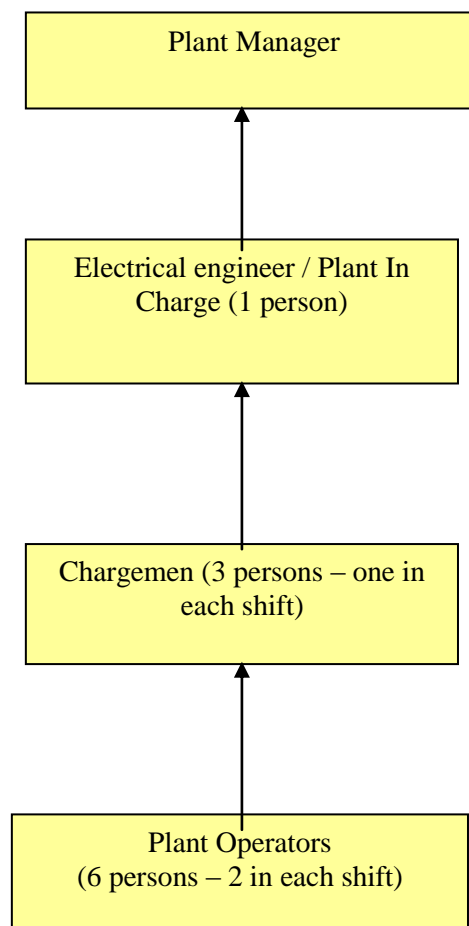 Plant Manager
Electrical engineer / Plant In
Charge (1 person)
Chargemen (3 persons – one in
each shift)
Plant Operators
(6 persons – 2 in each shift)